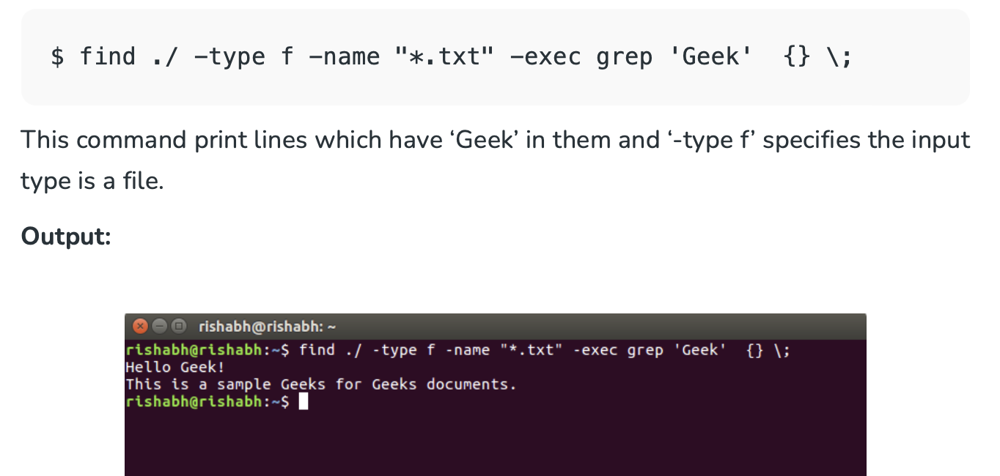 $ find ./ -type f -name "*.txt" -exec grep 'Geek'  {} \;
This command print lines which have ‘Geek’ in them and ‘-type f’ specifies the input
type is a file.
Output:
rishabh@rishabh: ~
rishabh@rishabh:~$ find ./ -type f -name "*.txt" -exec grep 'Geek'  {} \;
Hello Geek!
This is a sample Geeks for Geeks documents.
rishabh@rishabh:~$